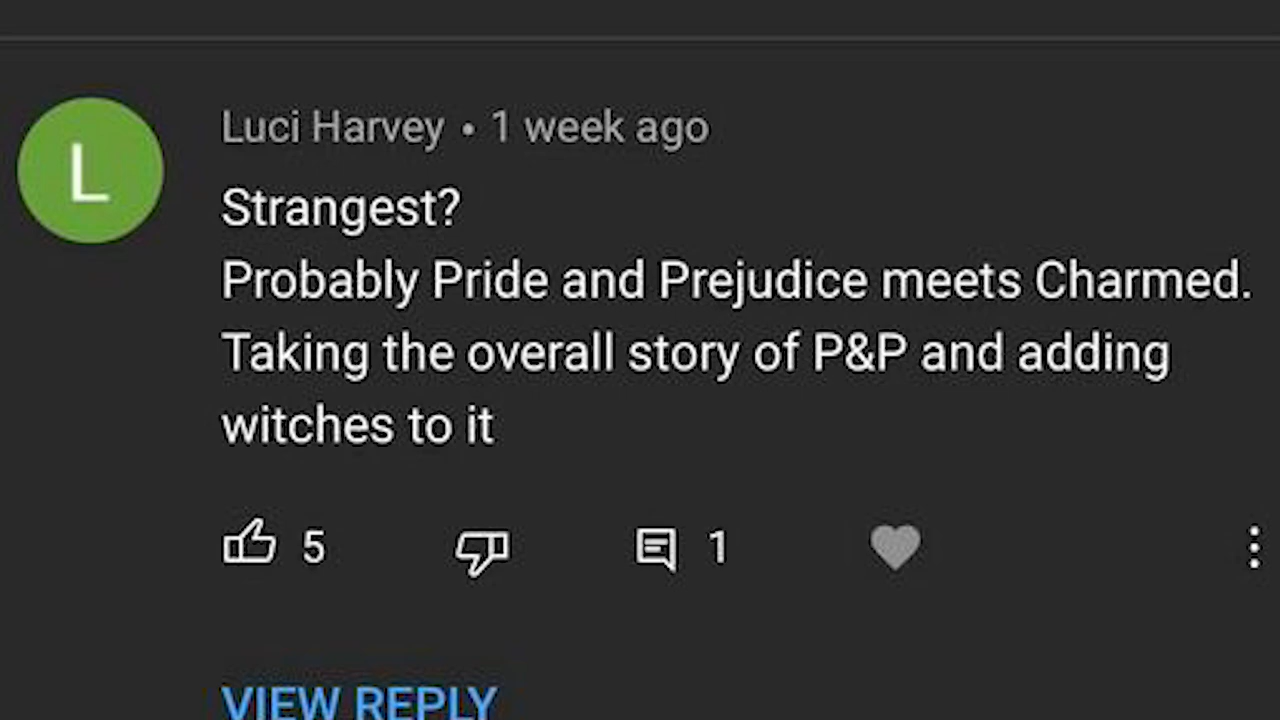 L
Luci Harvey • 1 week ago
Strangest?
Probably Pride and Prejudice meets Charmed.
Taking the overall story of P&P and adding
witches to it
5 1
VIEW REPLY